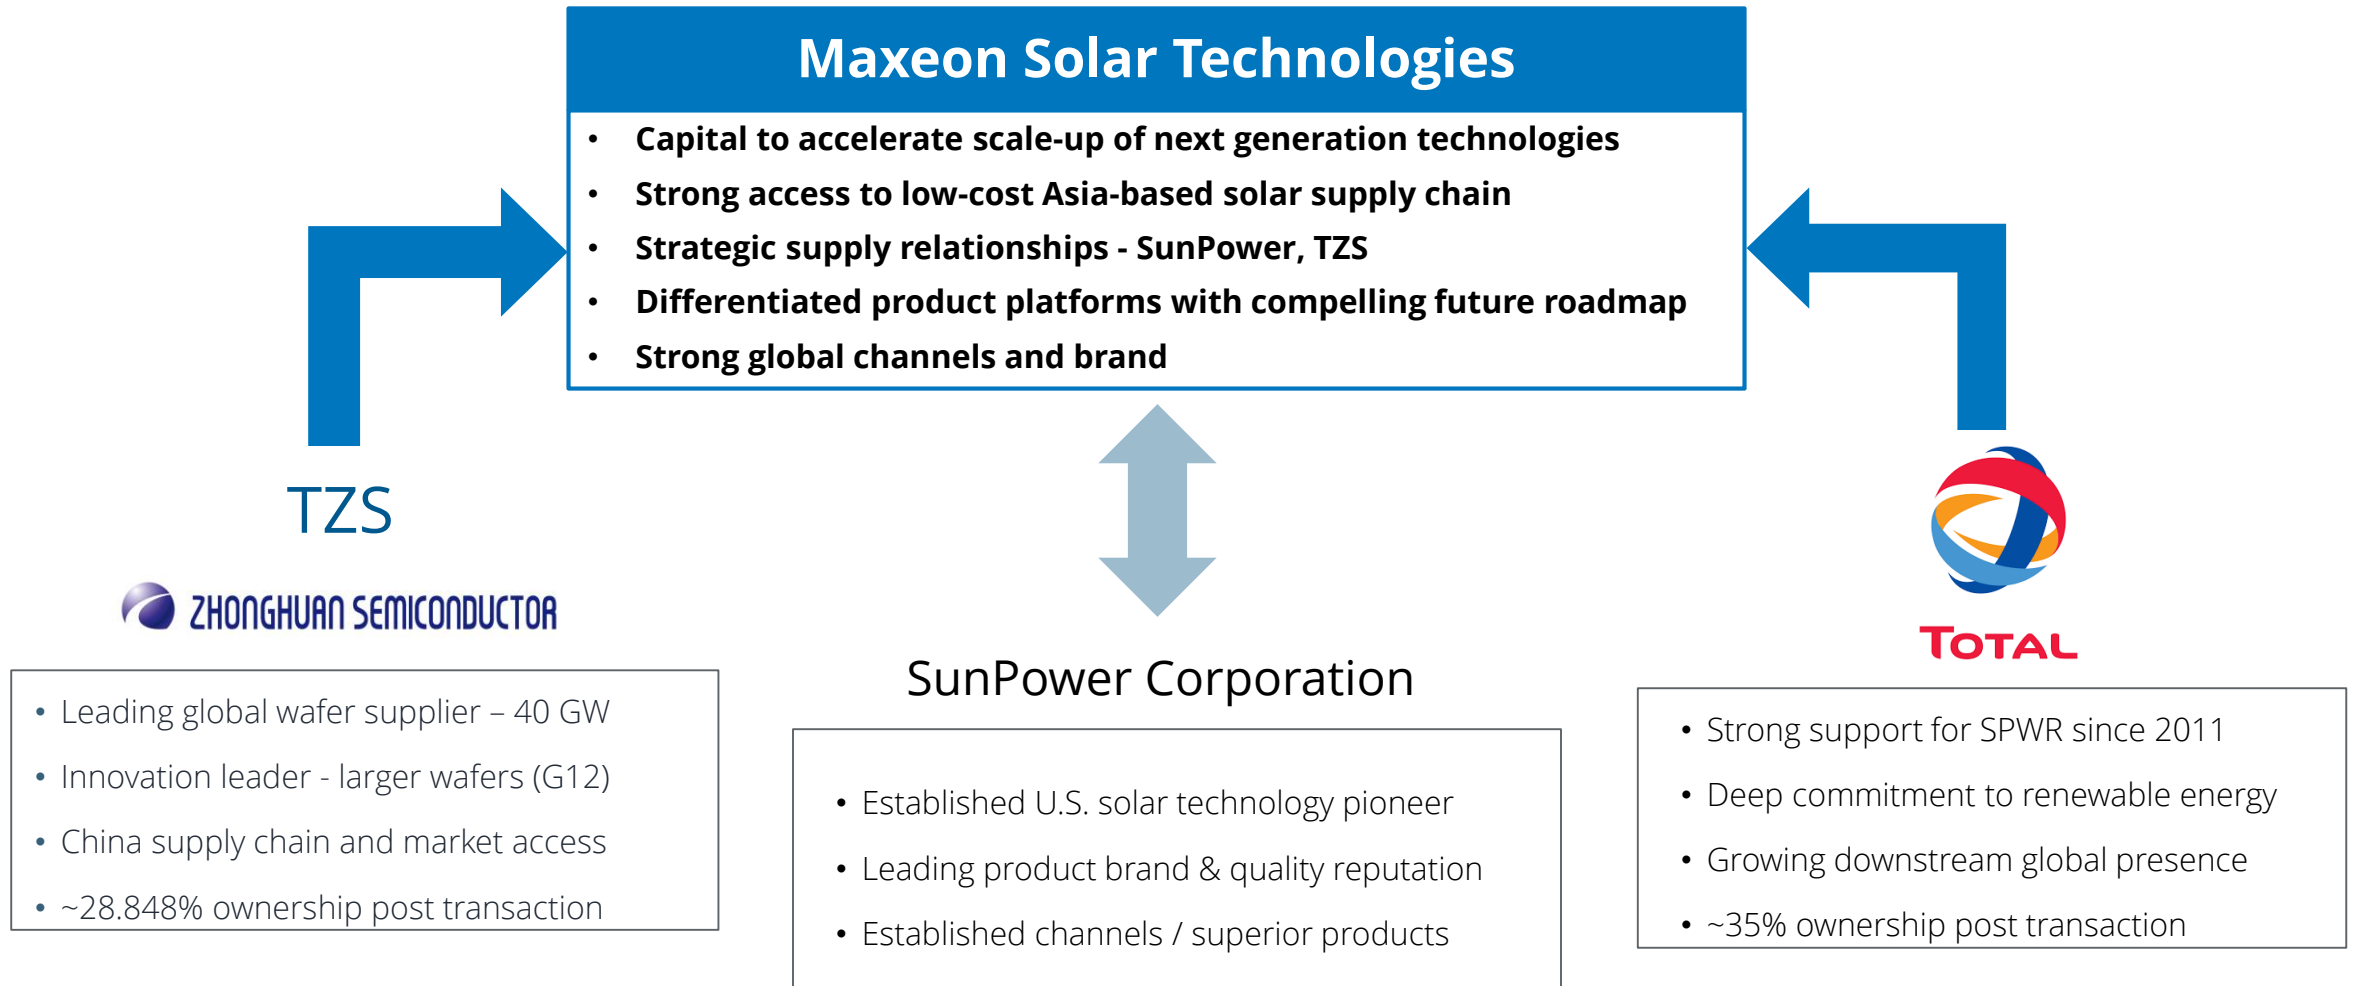 Maxeon Solar Technologies
• Capital to accelerate scale-up of next generation technologies
• Strong access to low-cost Asia-based solar supply chain
• Strategic supply relationships - SunPower, TZS
• Differentiated product platforms with compelling future roadmap
• Strong global channels and brand
TZS
ZHONGHUAN SEMICONDUCTOR
• Leading global wafer supplier – 40 GW
• Innovation leader - larger wafers (G12)
• China supply chain and market access
• ~28.848% ownership post transaction
SunPower Corporation
• Established U.S. solar technology pioneer
• Leading product brand & quality reputation
• Established channels / superior products
TOTAL
• Strong support for SPWR since 2011
• Deep commitment to renewable energy
• Growing downstream global presence
• ~35% ownership post transaction